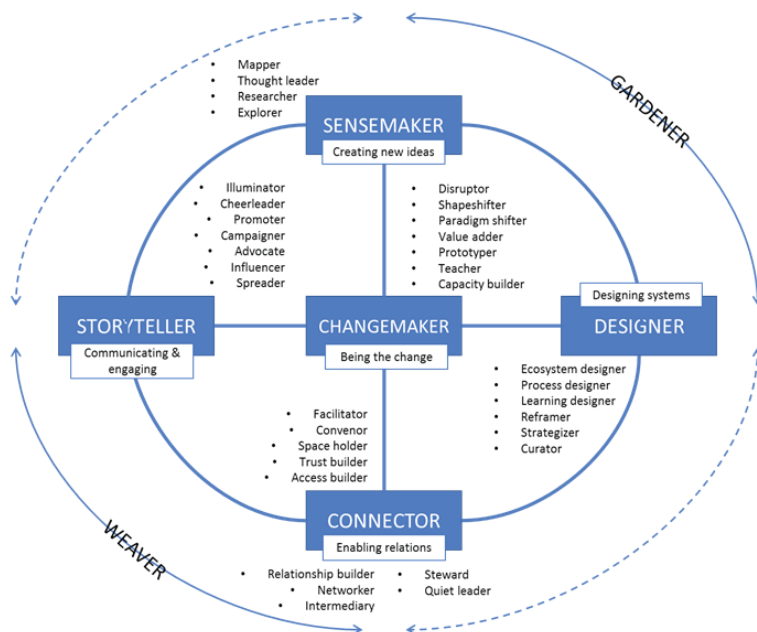 • Mapper
• Thought leader
• Researcher
• Explorer
GARDENER
SENSEMAKER
Creating new ideas
• Illuminator
• Cheerleader
• Promoter
• Campaigner
• Advocate
• Influencer
• Spreader
• Disruptor
• Shapeshifter
• Paradigm shifter
• Value adder
• Prototyper
• Teacher
• Capacity builder
STORYTELLER
Communicating &
engaging
CHANGEMAKER
Being the change
Designing systems
DESIGNER
• Ecosystem designer
• Process designer
• Learning designer
• Reframer
• Strategizer
• Curator
• Facilitator
• Convenor
• Space holder
• Trust builder
• Access builder
WEAVER
CONNECTOR
Enabling relations
• Relationship builder
• Networker
• Intermediary
• Steward
• Quiet leader